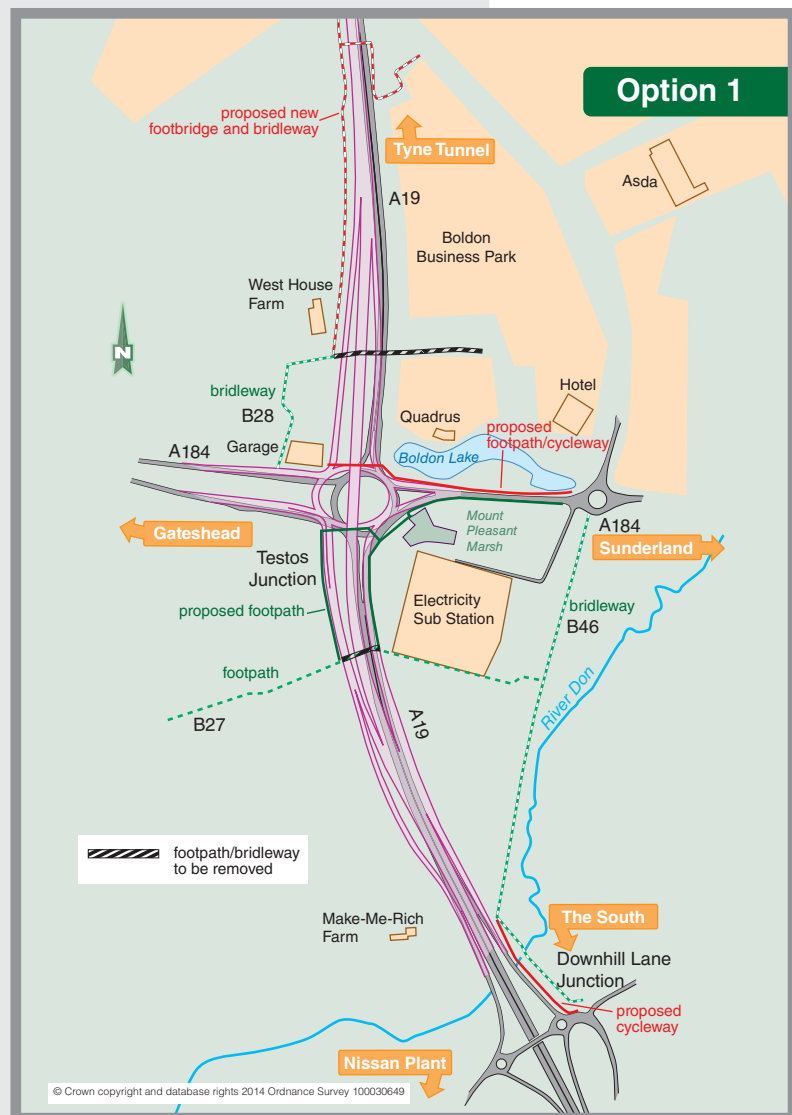 Option 1
proposed new
footbridge and bridleway
Tyne Tunnel
Asda
A19
Boldon
Business Park
West House
Farm
N
bridleway
B28
Hotel
Quadrus
proposed
footpath/cycleway
A184
Garage
Boldon Lake
Gateshead
Mount
Pleasant
Marsh
A184
Sunderland
Testos
Junction
proposed footpath
Electricity
Sub Station
bridleway
B46
footpath
B27
A19
River Don
footpath/bridleway
to be removed
Make-Me-Rich
Farm
The South
Downhill Lane
Junction
proposed
cycleway
Nissan Plant
© Crown copyright and database rights 2014 Ordnance Survey 100030649